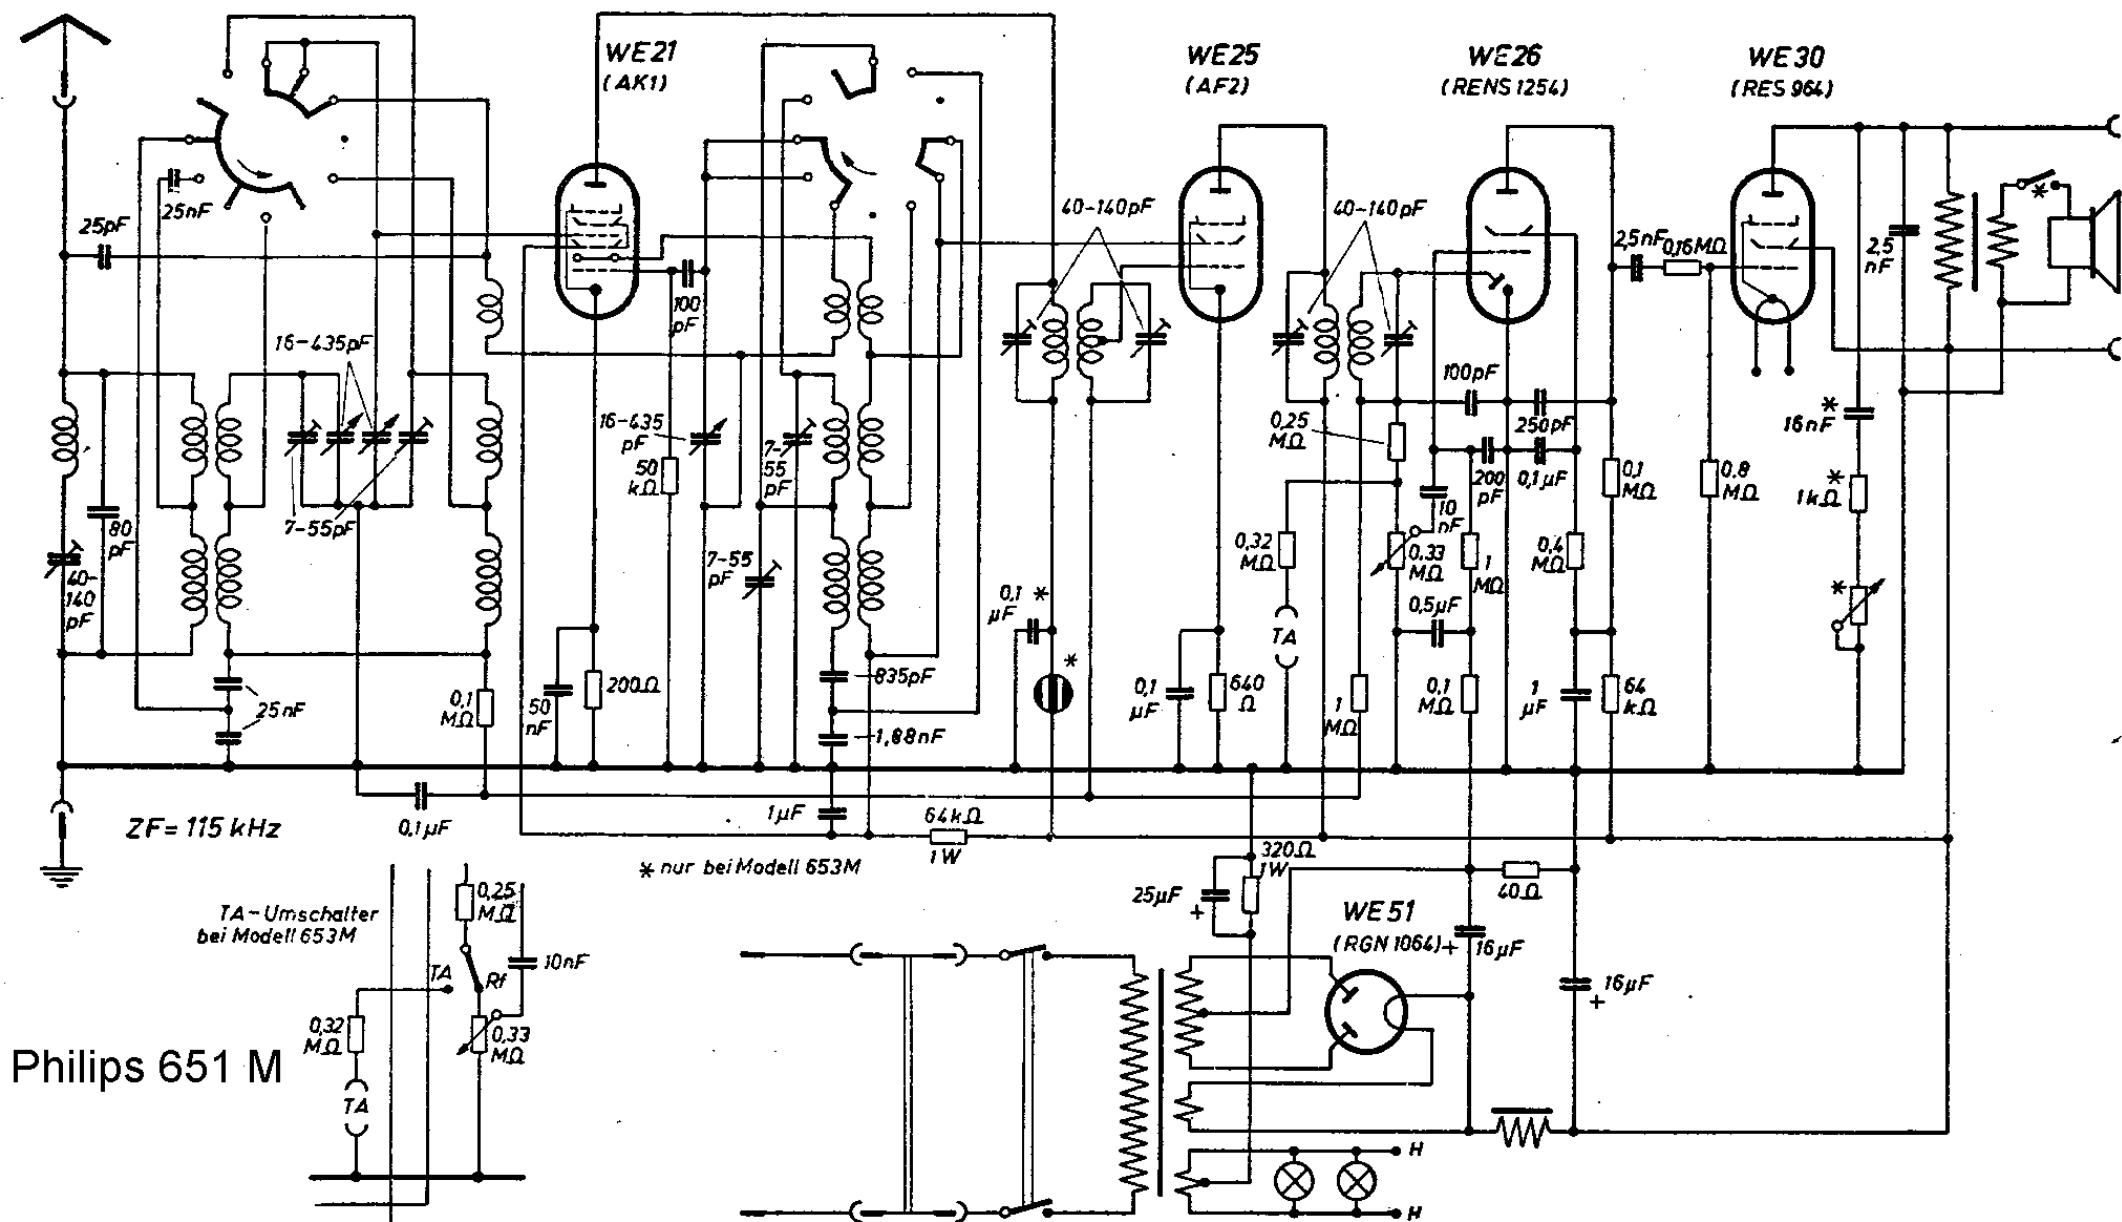 WE21
(AK1)
WE25
(AF2)
WE26
(RENS 1254)
WE30
(RES 964)
25nF
25pF
40-140pF
40-140pF
2,5nF
0,16MΩ
2,5
nF
*
100
pF
16-435pF
16-435
pF
50
kΩ
7-
55
pF
100pF
250pF
0,25
MΩ
200
pF
0,1µF
0,1
MΩ
0,8
MΩ
*
16nF
*
1kΩ
*
80
pF
7-55pF
40-
140
pF
7-55
pF
10
nF
0,32
MΩ
0,33
MΩ
1
MΩ
0,4
MΩ
0,1
µF
*
*
0,5µF
TA
25nF
0,1
MΩ
50
nF
200Ω
835pF
1,88nF
0,1
µF
640
Ω
1
MΩ
0,1
MΩ
1
µF
64
kΩ
ZF = 115 kHz
0,1µF
1µF
64kΩ
1W
* nur bei Modell 653M
320Ω
1W
25µF
+
40Ω
WE51
(RGN 1064)
+
16µF
16µF
+
TA-Umschalter
bei Modell 653M
0,25
MΩ
10nF
TA
Rf
0,32
MΩ
0,33
MΩ
TA
Philips 651 M
H
H